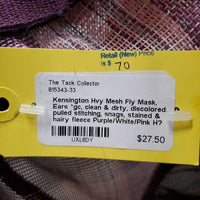 Retail (New) Price
is $ 70
The Tack Collector
815343-33
Kensington Hvy Mesh Fly Mask,
Ears *gc, clean & dirty, discolored
pulled stitching, snags, stained &
hairy fleece Purple/White/Pink H?
UXL6DY
$27.50